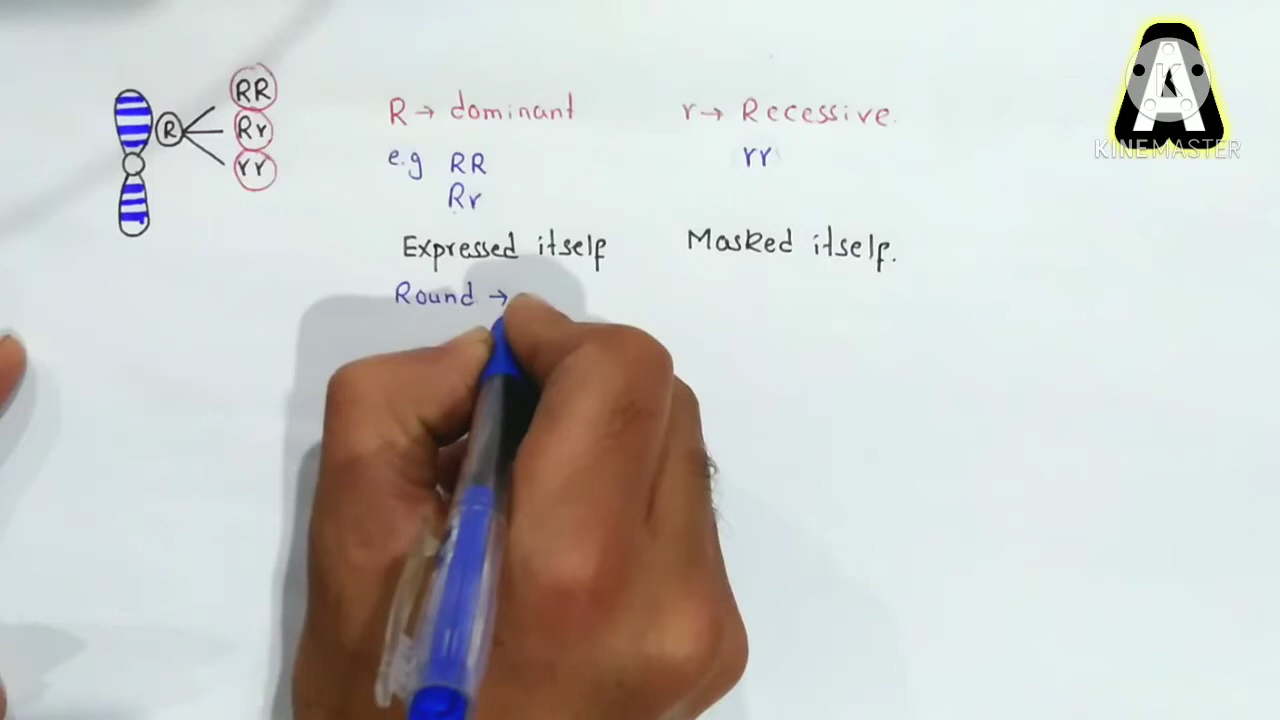 RR
R Rr
rr
R → dominant
e.g RR
Rr
Expressed itself
Round →
r → Recessive.
rr
Masked itself.
A
K
KINEMASTER